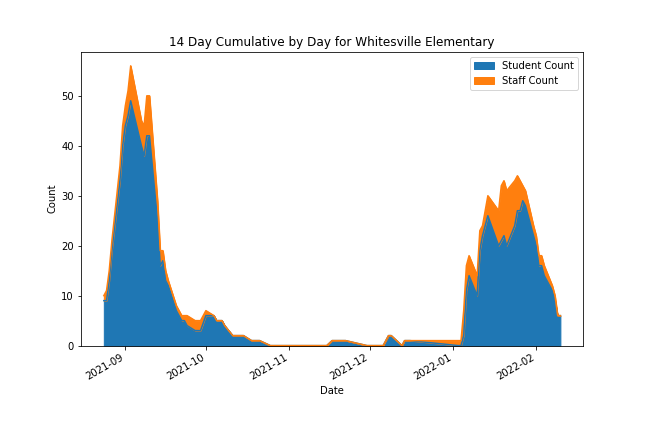 14 Day Cumulative by Day for Whitesville Elementary
Student Count
Staff Count
Count
50
40
30
20
10
0
2021-09
2021-10
2021-11
2021-12
2022-01
2022-02
Date